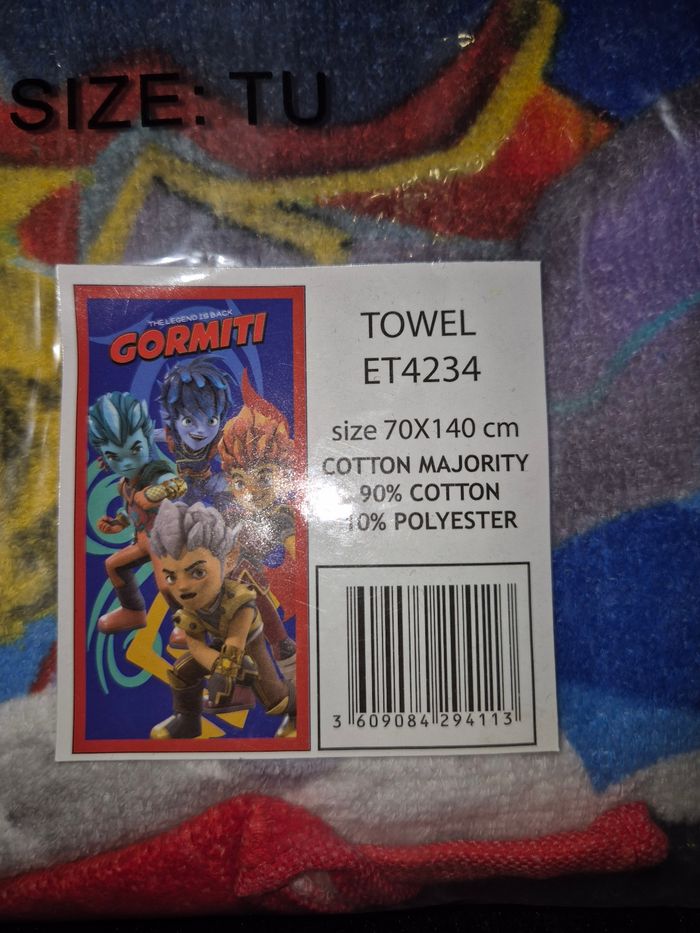 SIZE: TU
THE LEGEND IS BACK
GORMITI
TOWEL
ET4234
size 70X140 cm
COTTON MAJORITY
90% COTTON
10% POLYESTER
3 609084 294113